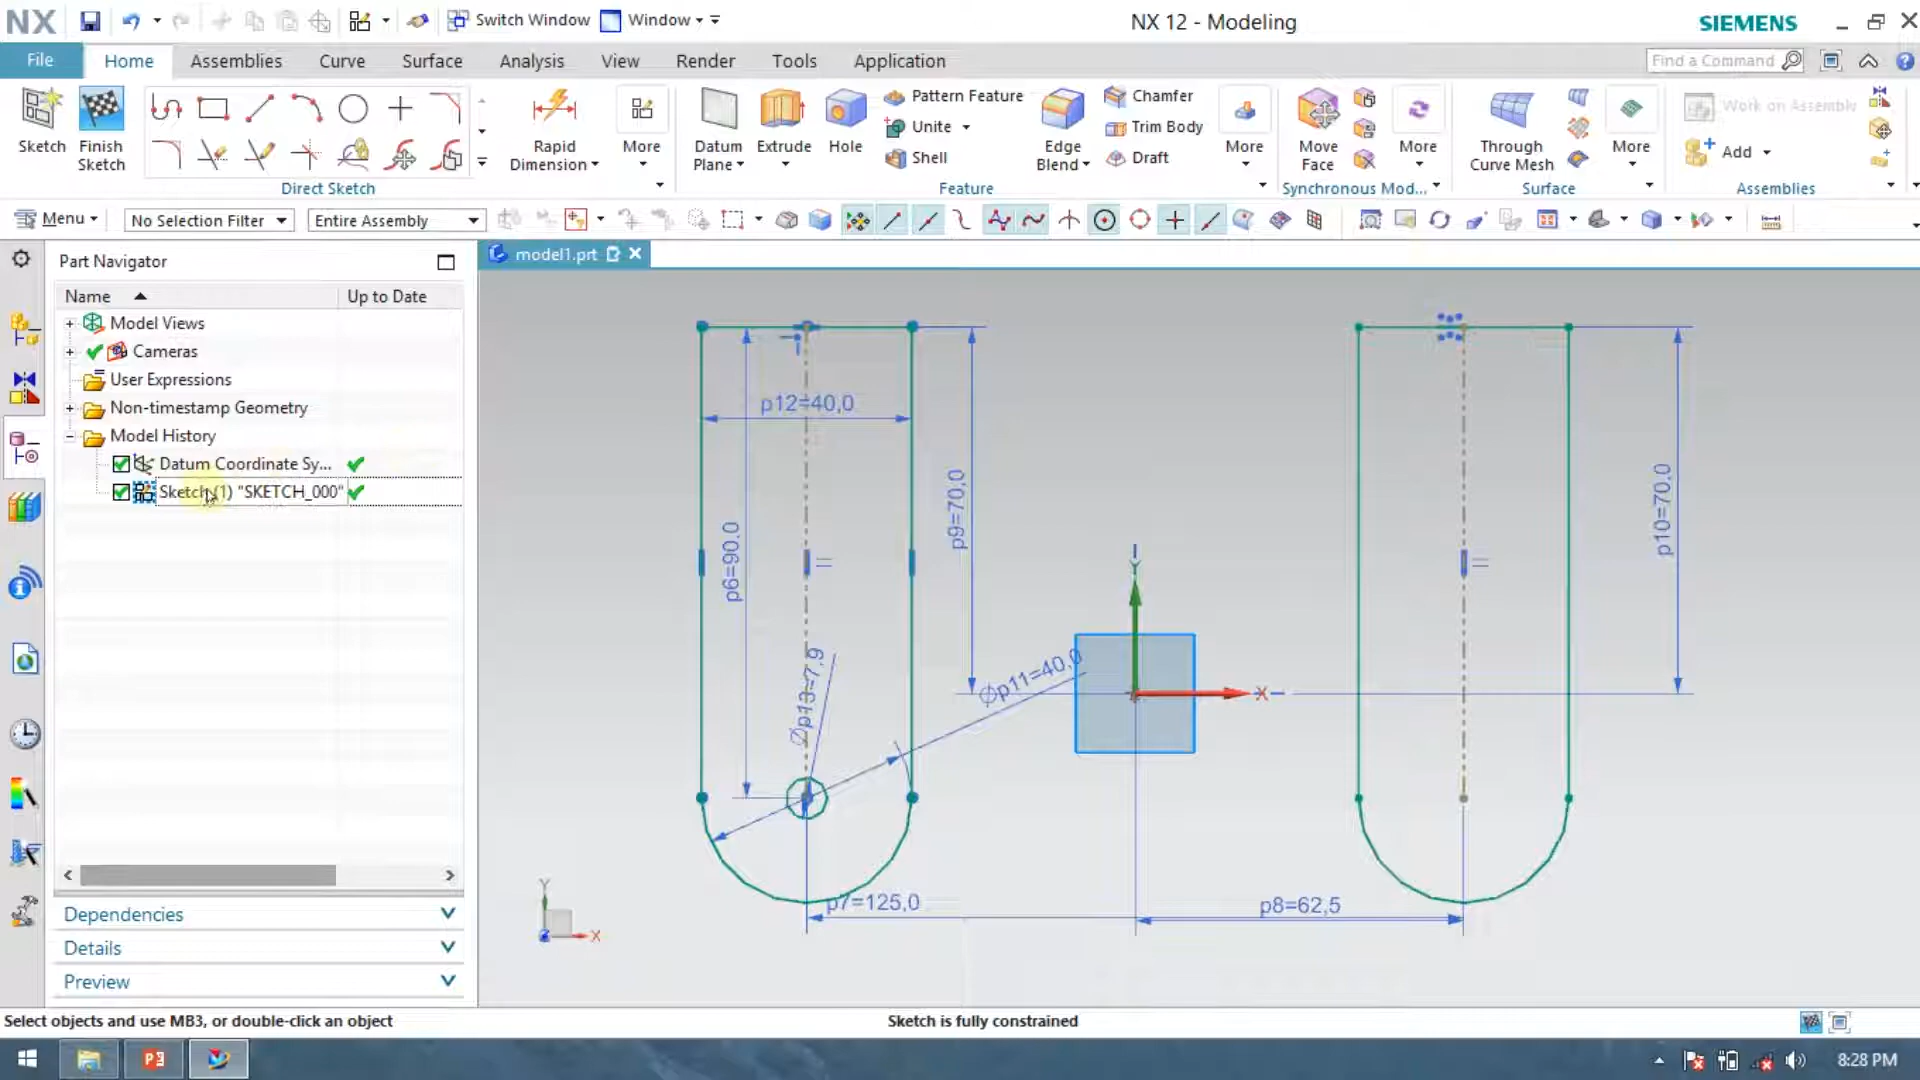 NX
Switch Window
Window
NX 12 - Modeling
SIEMENS
File
Home
Assemblies
Curve
Surface
Analysis
View
Render
Tools
Application
Find a Command
Sketch
Finish
Sketch
Rapid
Dimension
More
Direct Sketch
Datum
Plane
Extrude
Hole
Pattern Feature
Unite
Shell
Edge
Blend
Chamfer
Trim Body
Draft
More
Feature
Move
Face
More
Synchronous Mod...
Through
Curve Mesh
More
Surface
Work on Assembly
Add
Assemblies
Menu
No Selection Filter
Entire Assembly
Part Navigator
model1.prt
Name
Up to Date
Model Views
Cameras
User Expressions
Non-timestamp Geometry
Model History
Datum Coordinate Sy...
Sketch (1) "SKETCH_000"
Dependencies
Details
Preview
p12=40,0
p6=90,0
p9=70,0
p10=70,0
Øp13=7,9
Øp11=40,0
Y
X
p7=125,0
p8=62,5
Y
X
Select objects and use MB3, or double-click an object
Sketch is fully constrained
8:28 PM